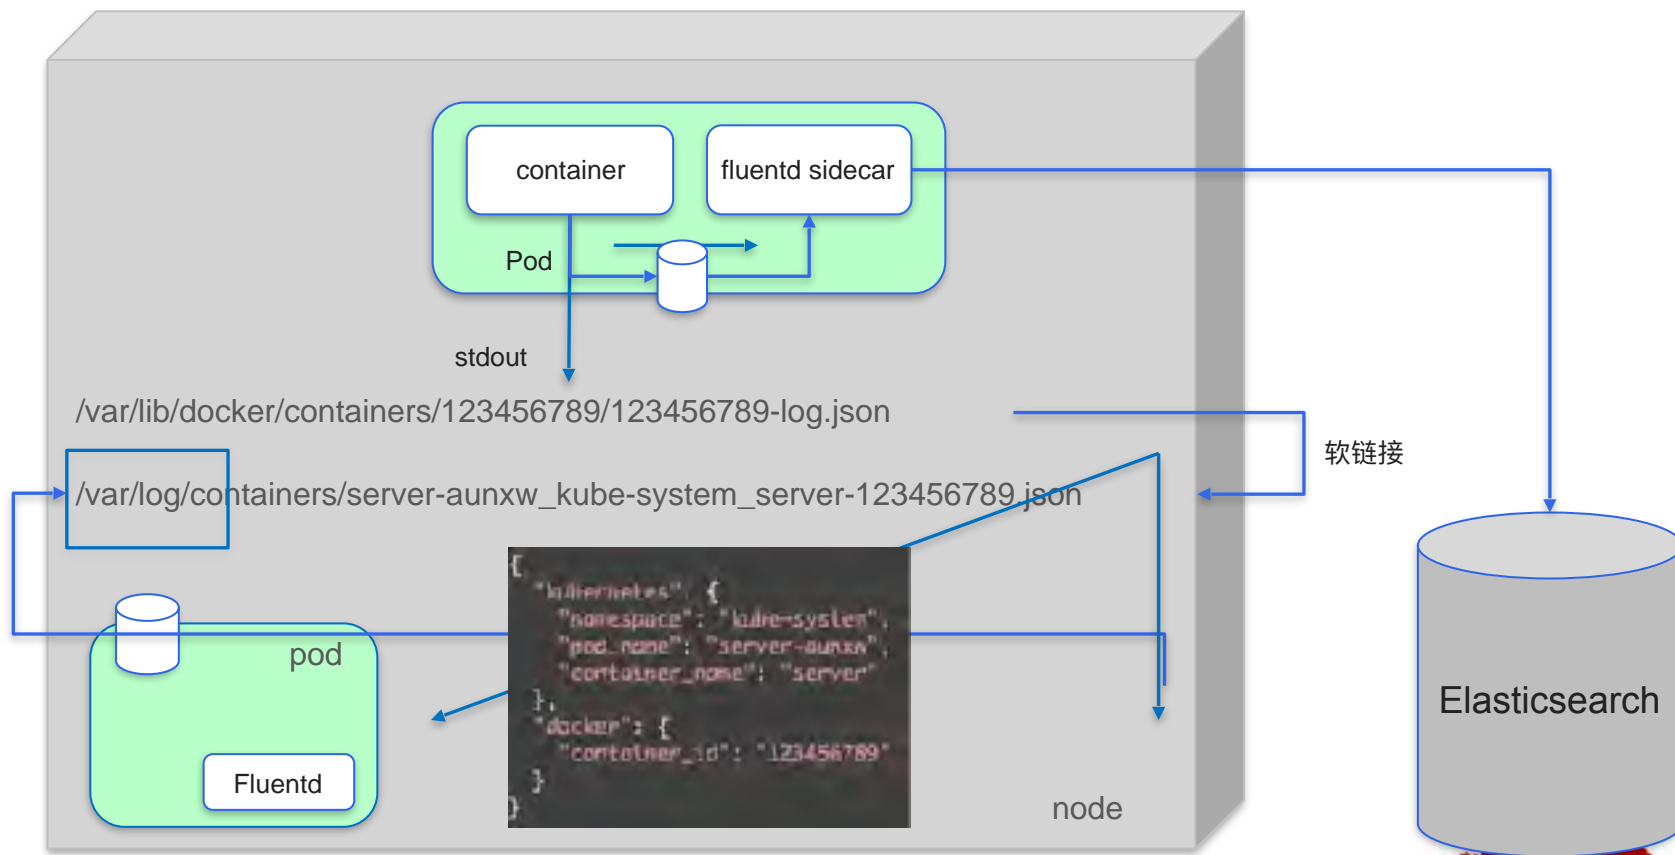 container
fluentd sidecar
Pod
stdout
/var/lib/docker/containers/123456789/123456789-log.json
软链接
/var/log/containers/server-aunxw_kube-system_server-123456789.json
{
"kubernetes": {
"namespace": "kube-system",
"pod_name": "server-aunxw",
"container_name": "server"
},
"docker": {
"container_id": "123456789"
}
}
pod
Fluentd
node
Elasticsearch